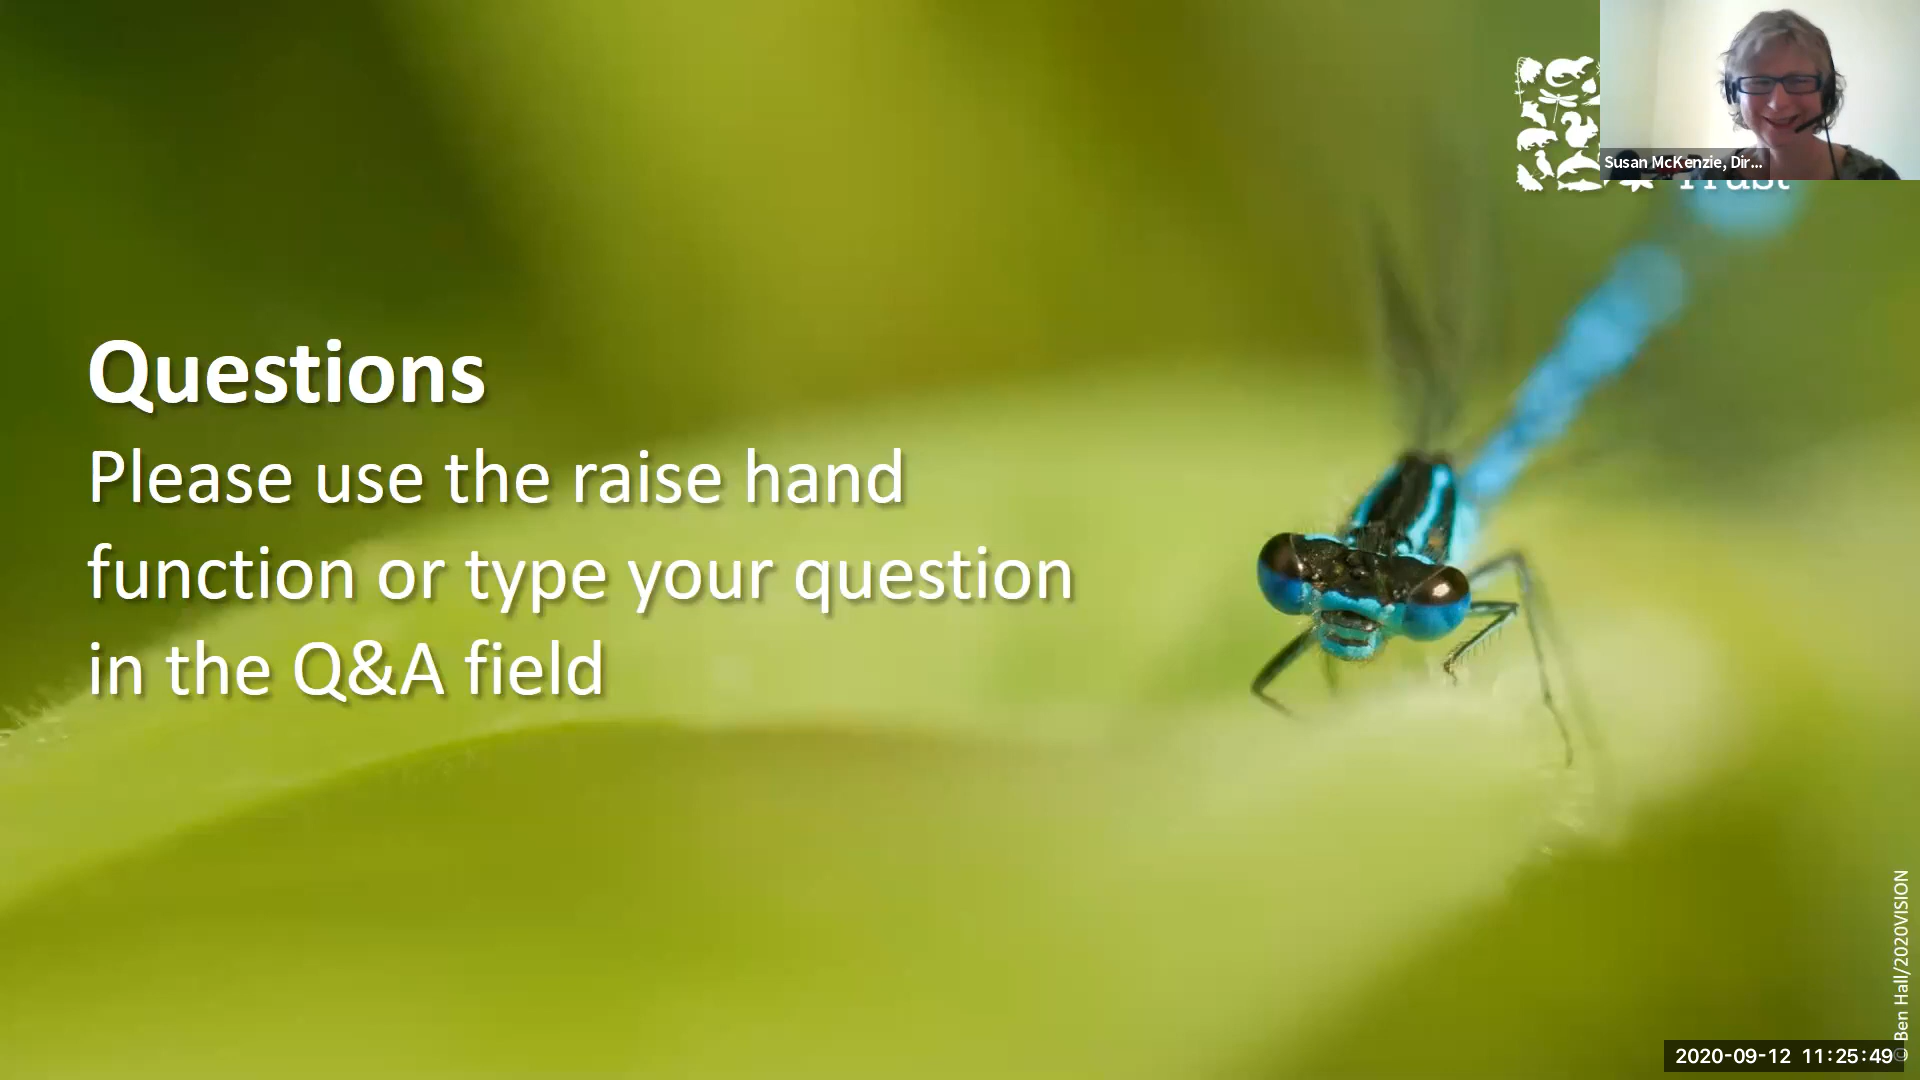 Susan McKenzie, Dir...
Trust
Questions
Please use the raise hand
function or type your question
in the Q&A field
© Ben Hall/2020VISION
2020-09-12 11:25:49